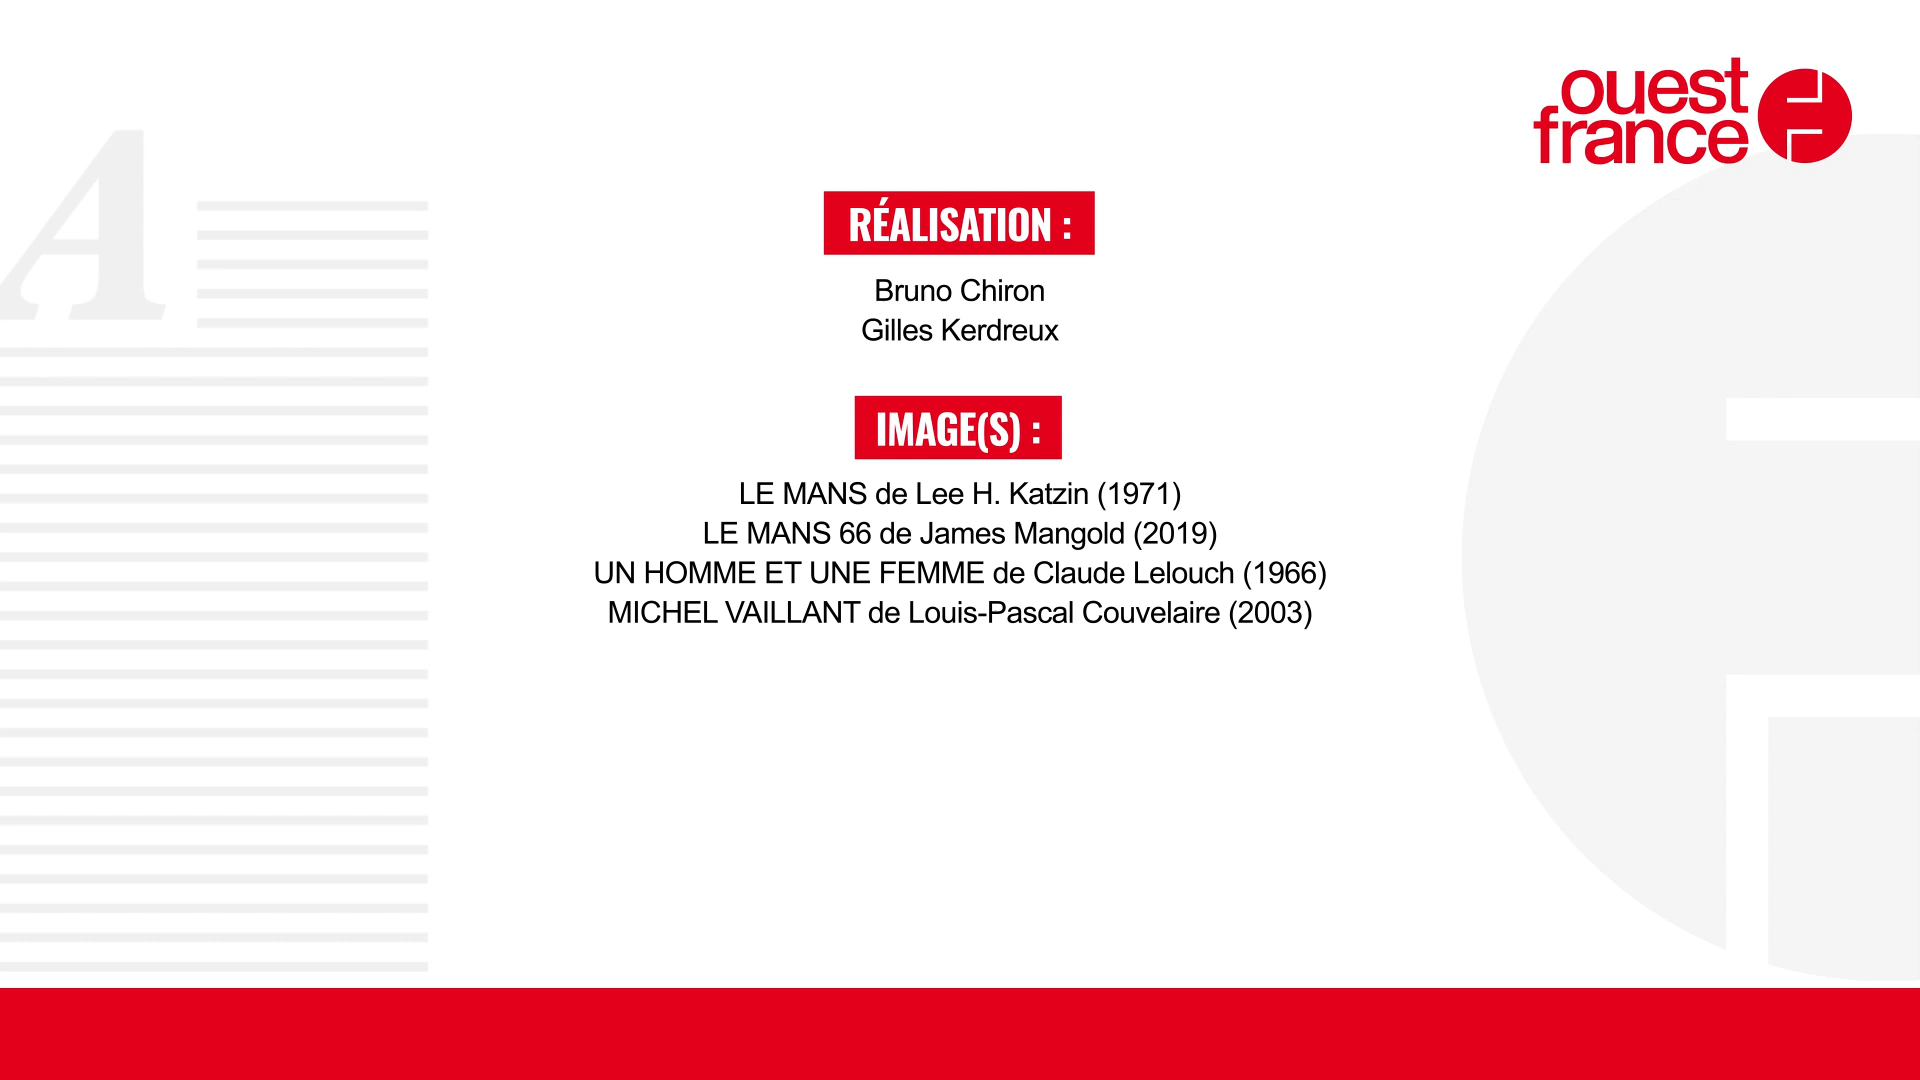 ouest
france
RÉALISATION :
Bruno Chiron
Gilles Kerdreux
IMAGE(S) :
LE MANS de Lee H. Katzin (1971)
LE MANS 66 de James Mangold (2019)
UN HOMME ET UNE FEMME de Claude Lelouch (1966)
MICHEL VAILLANT de Louis-Pascal Couvelaire (2003)
A